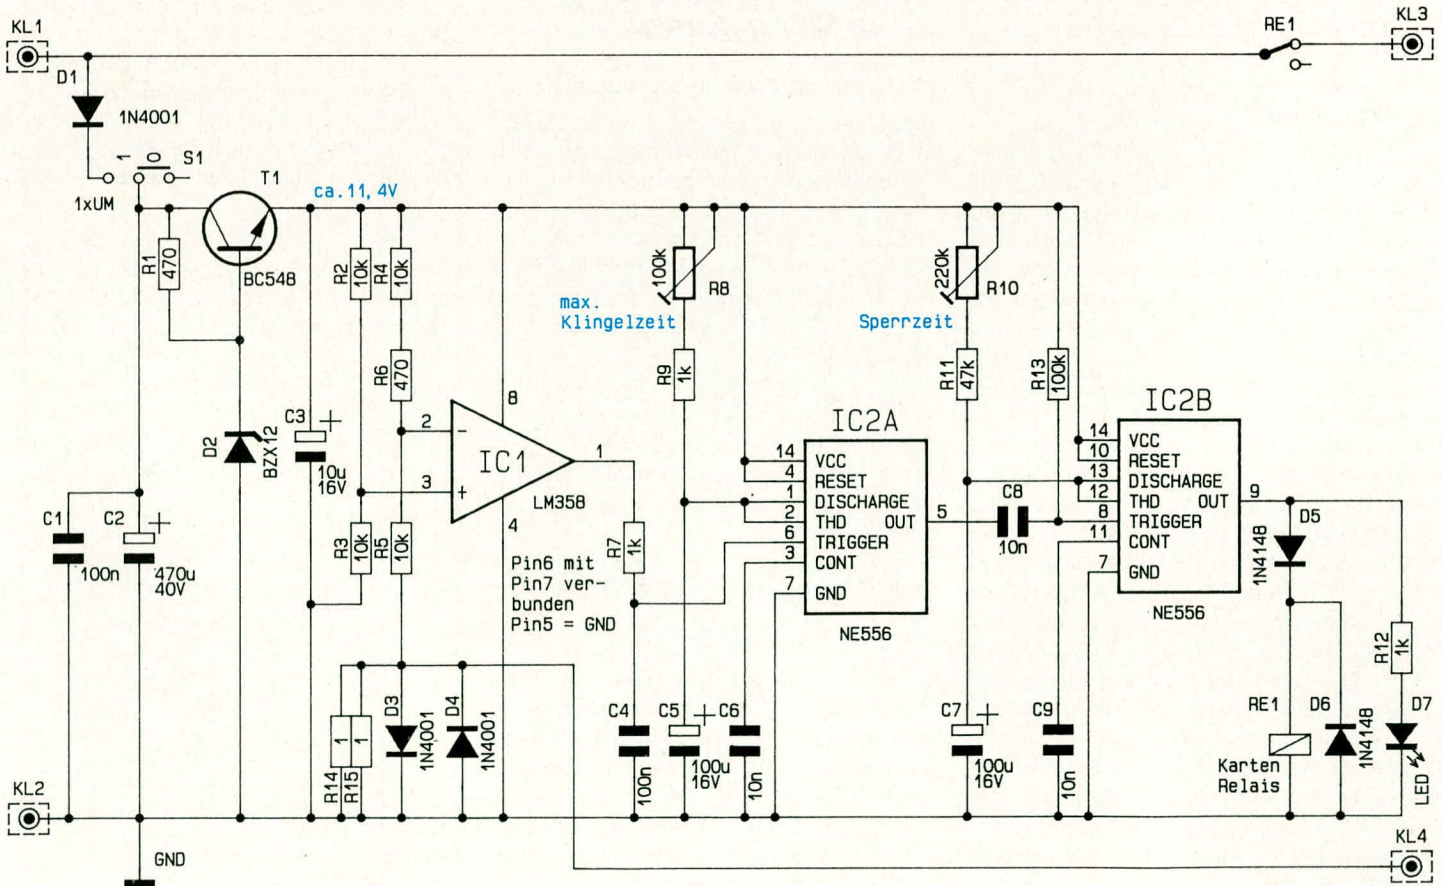 KL1
RE1
KL3
D1
1N4001
1
0
S1
1xUM
T1
ca.11,4V
R1
470
BC548
R2
10k
R4
10k
100k
R8
max.
Klingelzeit
220k
R10
Sperrzeit
R6
470
R9
1k
R11
47k
R13
100k
C3
+
10u
16V
D2
BZX12
2
-
3
+
8
IC1
1
LM358
4
IC2A
14
4
1
2
6
3
7
VCC
RESET
DISCHARGE
THD
OUT
TRIGGER
CONT
GND
5
NE556
C8
10n
IC2B
14
10
13
12
8
11
7
VCC
RESET
DISCHARGE
THD
OUT
TRIGGER
CONT
GND
9
NE556
C1
100n
C2
+
470u
40V
R3
10k
R5
10k
Pin6 mit
Pin7 ver-
bunden
Pin5 = GND
R7
1k
D5
1N4148
R12
1k
R14
1
R15
1
D3
1N4001
D4
1N4001
C4
100n
C5
+
100u
16V
C6
10n
C7
+
100u
16V
C9
10n
RE1
Karten
Relais
D6
1N4148
D7
LED
KL2
GND
KL4